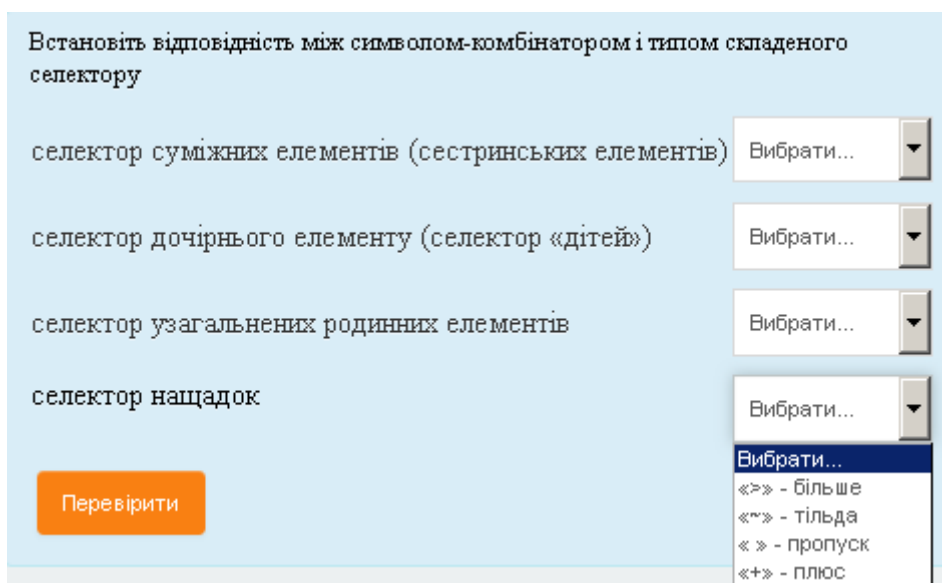 Встановіть відповідність між символом-комбінатором і типом складеного
селектору
селектор суміжних елементів (сестринських елементів) Вибрати...
селектор дочірнього елементу (селектор «дітей») Вибрати...
селектор узагальнених родинних елементів Вибрати...
селектор нащадок Вибрати...
Вибрати...
«>» - більше
«~» - тільда
« » - пропуск
«+» - плюс
Перевірити